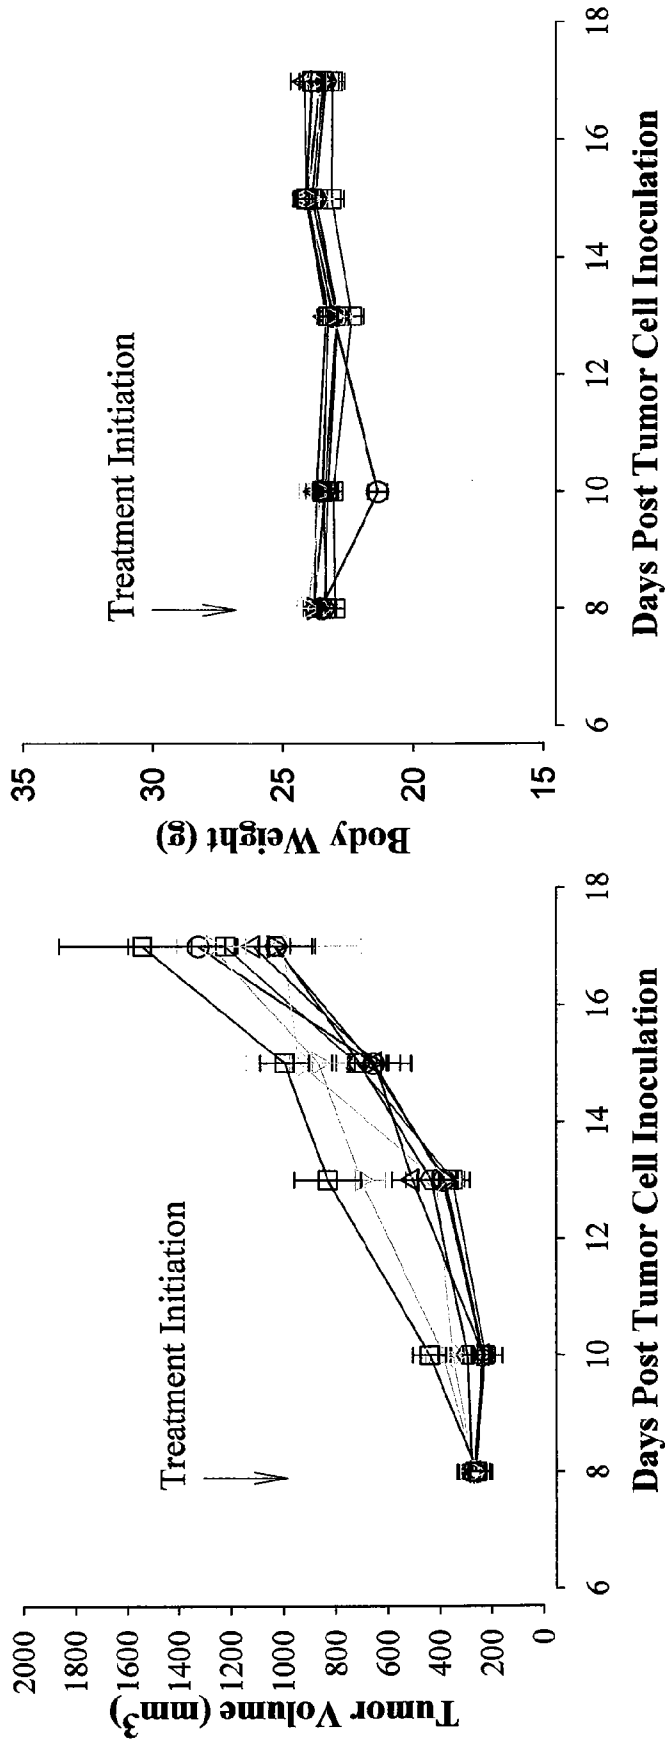 Tumor Volume (mm³)
2000
1800
1600
1400
1200
1000
800
600
400
200
0
Treatment Initiation
6 8 10 12 14 16 18
Days Post Tumor Cell Inoculation
Body Weight (g)
35
30
25
20
15
Treatment Initiation
6 8 10 12 14 16 18
Days Post Tumor Cell Inoculation